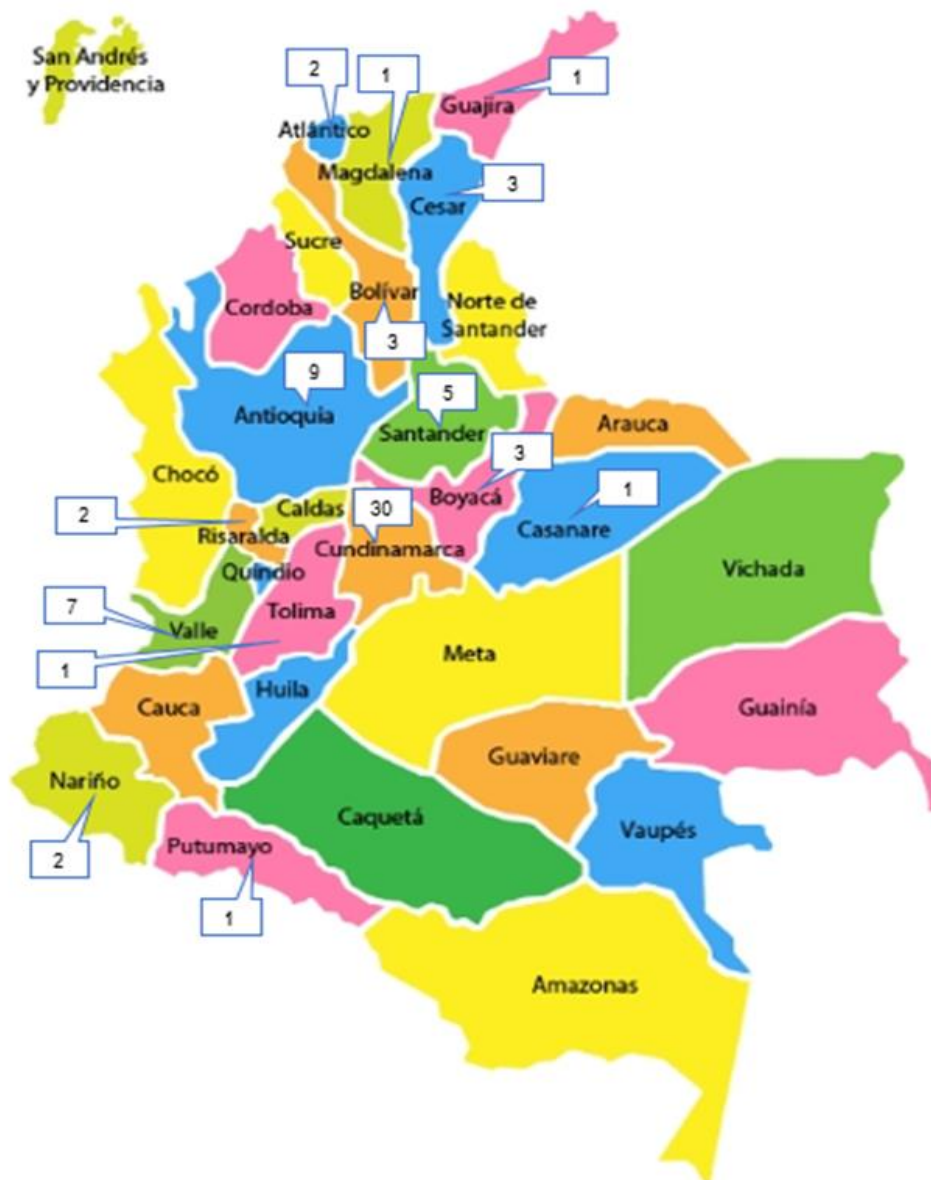 San Andrés
y Providencia
2
1
1
Guajira
Atlántico
Magdalena
3
Cesar
Sucre
Bolívar
Cordoba
Norte de
Santander
3
9
5
Antioquia
Santander
Arauca
3
Chocó
Boyacá
1
Caldas
30
2
Risaralda
Cundinamarca
Casanare
Quindio
Vichada
7
Tolima
Valle
1
Meta
Huila
Cauca
Guainía
Guaviare
Nariño
Caquetá
Vaupés
Putumayo
2
1
Amazonas